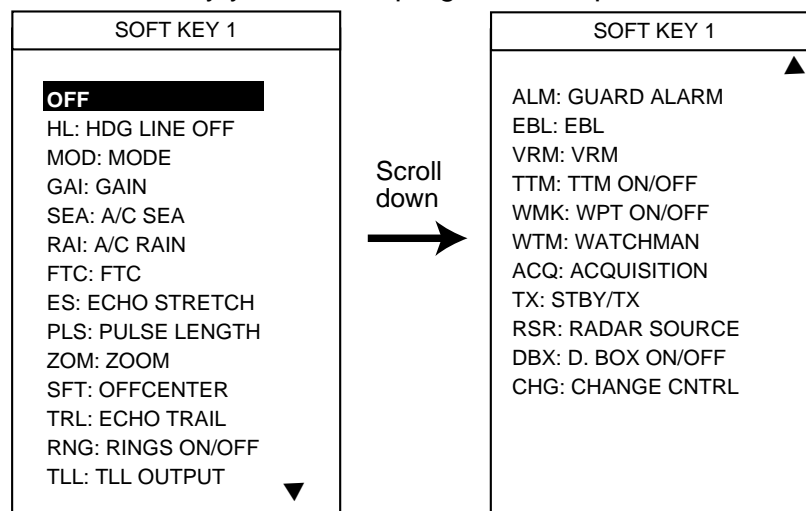 SOFT KEY 1
OFF
HL: HDG LINE OFF
MOD: MODE
GAI: GAIN
SEA: A/C SEA
RAI: A/C RAIN
FTC: FTC
ES: ECHO STRETCH
PLS: PULSE LENGTH
ZOM: ZOOM
SFT: OFFCENTER
TRL: ECHO TRAIL
RNG: RINGS ON/OFF
TLL: TLL OUTPUT
Scroll
down
SOFT KEY 1
ALM: GUARD ALARM
EBL: EBL
VRM: VRM
TTM: TTM ON/OFF
WMK: WPT ON/OFF
WTM: WATCHMAN
ACQ: ACQUISITION
TX: STBY/TX
RSR: RADAR SOURCE
DBX: D. BOX ON/OFF
CHG: CHANGE CNTRL